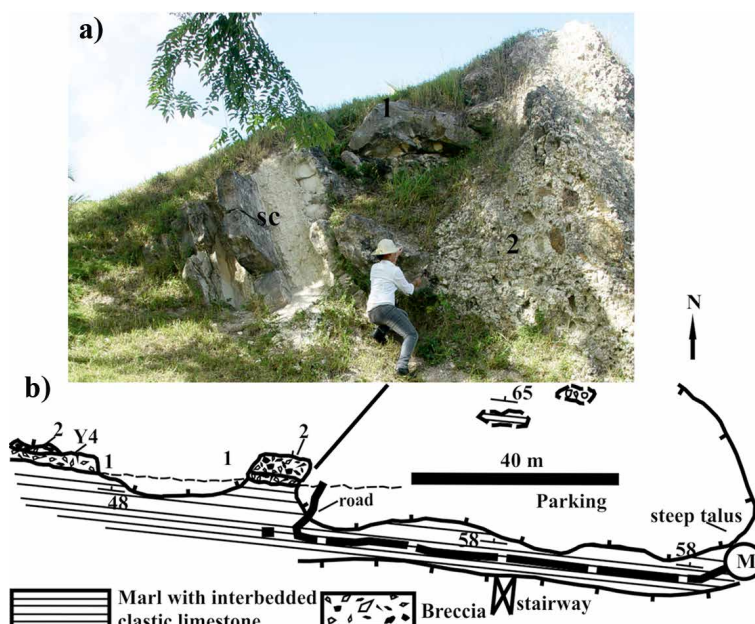 a)
1
sc
2
N
b)
65
2
Y4
2
1
1
40 m
48
road
Parking
steep talus
58
58
M
Marl with interbedded
clastic limestone
Breccia
stairway